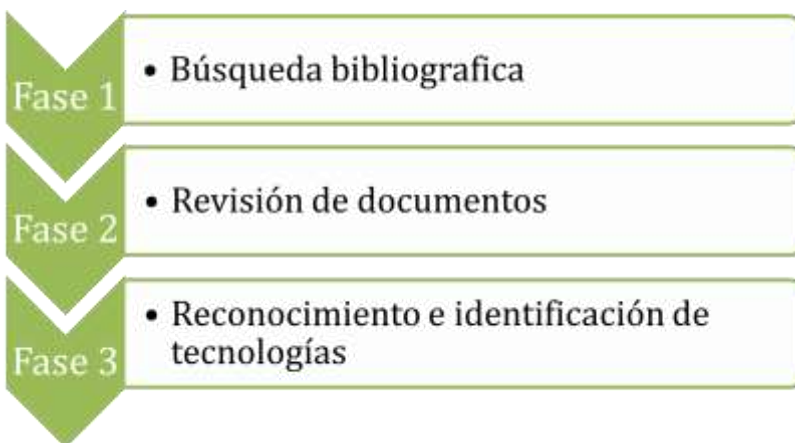 Fase 1
• Búsqueda bibliografica
Fase 2
• Revisión de documentos
Fase 3
• Reconocimiento e identificación de
tecnologías